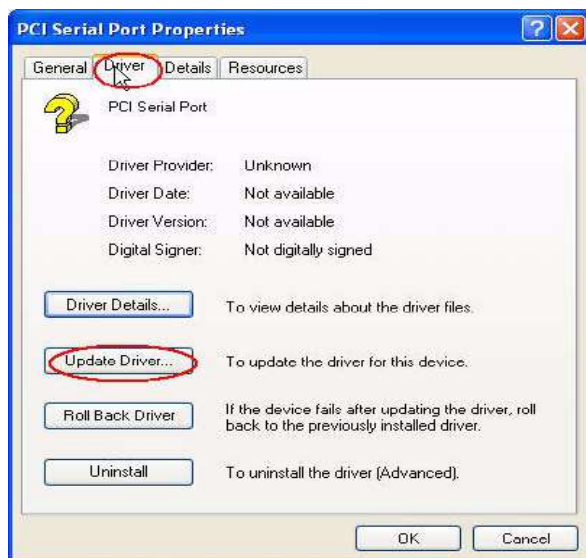 PCI Serial Port Properties
General Driver Details Resources
PCI Serial Port
Driver Provider: Unknown
Driver Date: Not available
Driver Version: Not available
Digital Signer: Not digitally signed
Driver Details... To view details about the driver files.
Update Driver... To update the driver for this device.
Roll Back Driver If the device fails after updating the driver, roll
back to the previously installed driver.
Uninstall To uninstall the driver (Advanced).
OK Cancel